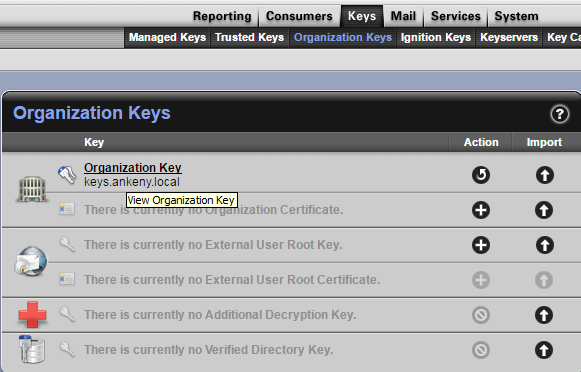 Reporting Consumers Keys Mail Services System
Managed Keys Trusted Keys Organization Keys Ignition Keys Keyservers Key Ca
Organization Keys ?
Key Action Import
Organization Key
keys.ankeny.local
View Organization Key
There is currently no Organization Certificate.
There is currently no External User Root Key.
There is currently no External User Root Certificate.
There is currently no Additional Decryption Key.
There is currently no Verified Directory Key.